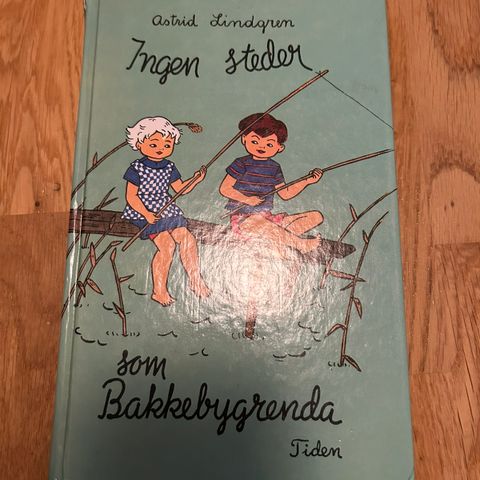 Astrid Lindgren
Ingen steder
som
Bakkebygrenda
Tiden